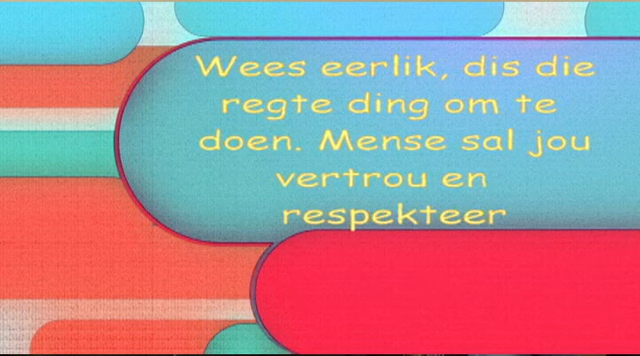 Wees eerlik, dis die
regte ding om te
doen. Mense sal jou
vertrou en
respekteer